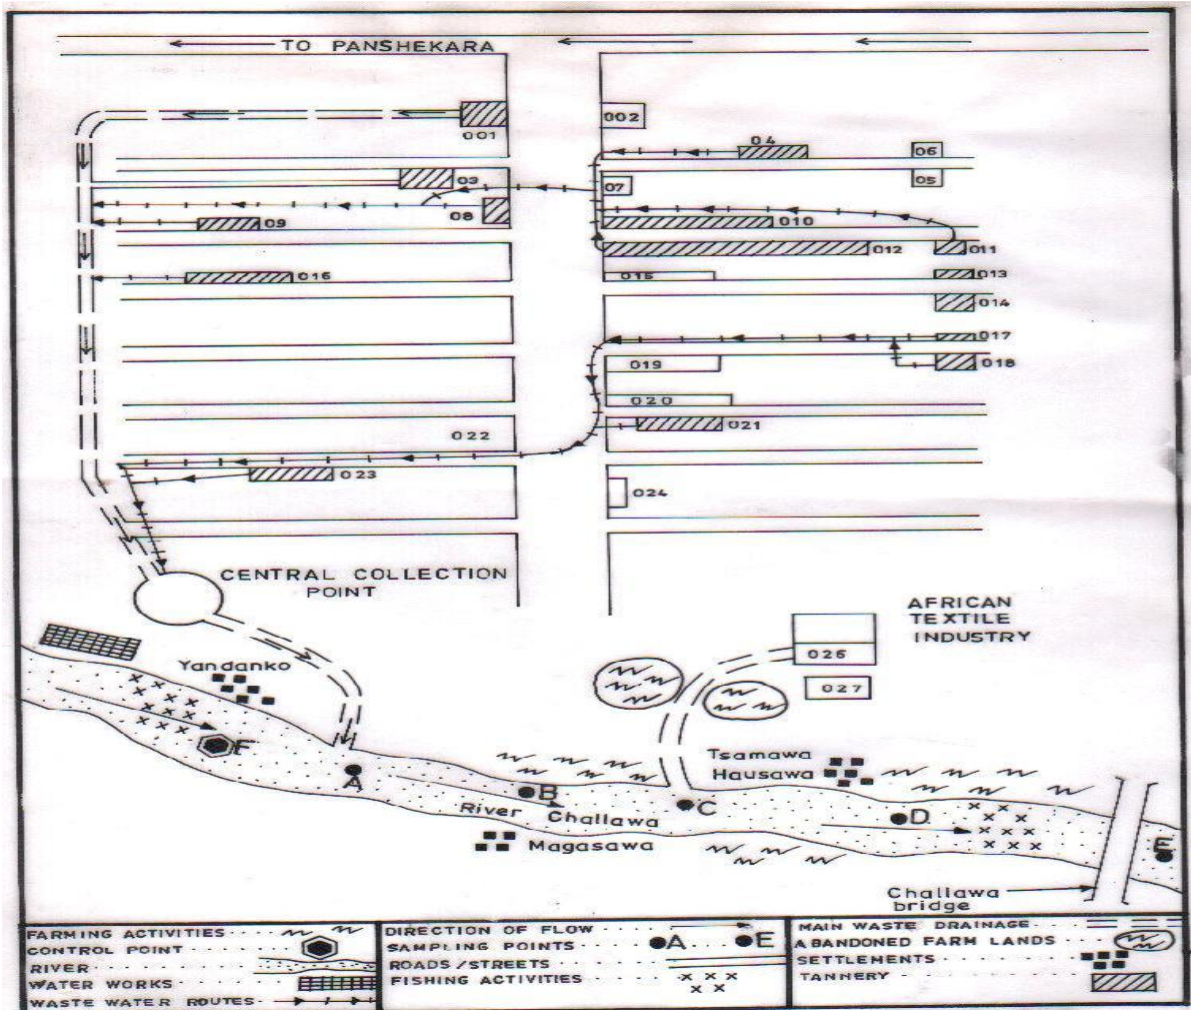 TO PANSHEKARA
001
002
04
06
03
07
05
08
09
010
012
011
016
015
013
014
017
019
018
020
021
022
023
024
CENTRAL COLLECTION
POINT
AFRICAN
TEXTILE
INDUSTRY
026
027
Yandanko
F
A
B
River Challawa
Magasawa
C
Tsamawa
Hausawa
D
E
Challawa
bridge
FARMING ACTIVITIES
CONTROL POINT
RIVER
WATER WORKS
WASTE WATER ROUTES
DIRECTION OF FLOW
SAMPLING POINTS A E
ROADS/STREETS
FISHING ACTIVITIES
MAIN WASTE DRAINAGE
ABANDONED FARM LANDS
SETTLEMENTS
TANNERY